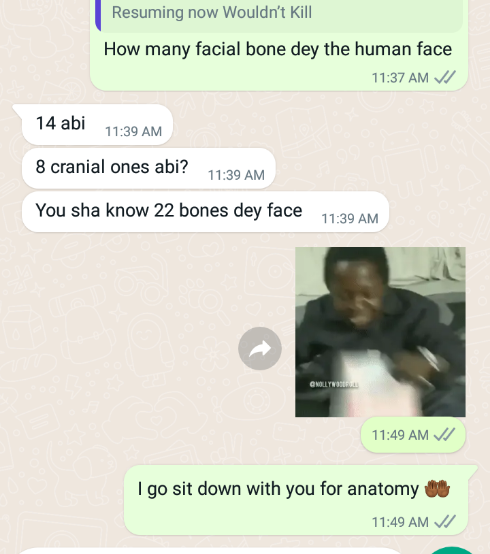 Resuming now Wouldn't Kill
How many facial bone dey the human face
11:37 AM
14 abi
11:39 AM
8 cranial ones abi?
11:39 AM
You sha know 22 bones dey face
11:39 AM
11:49 AM
I go sit down with you for anatomy 🤲🏾
11:49 AM